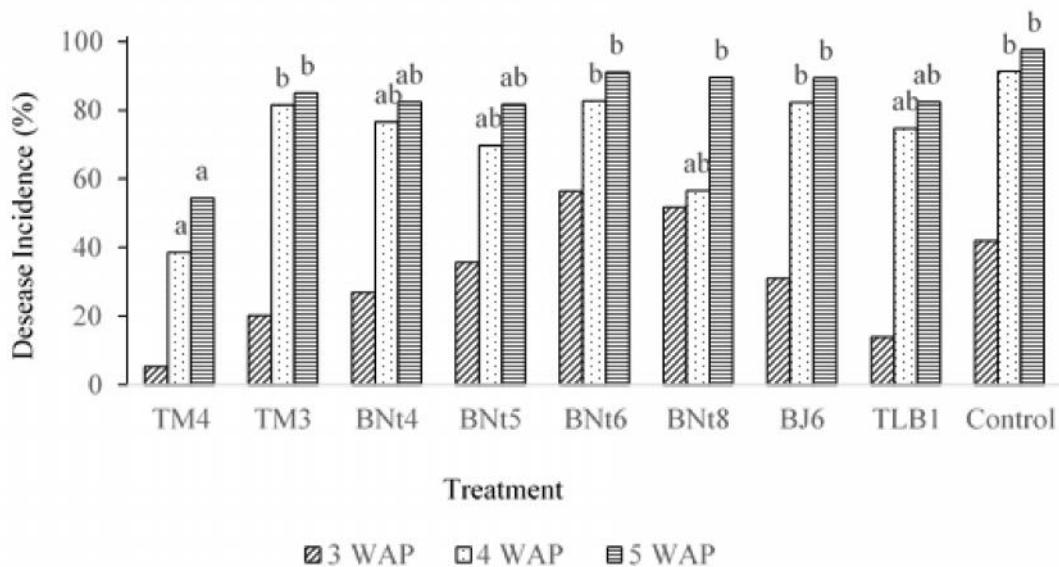 Desease Incidence (%)
100
80
60
40
20
0
a a
b b
ab ab
ab ab
b b
ab b
b b
ab ab
b b
TM4 TM3 BNt4 BNt5 BNt6 BNt8 BJ6 TLB1 Control
Treatment
3 WAP 4 WAP 5 WAP